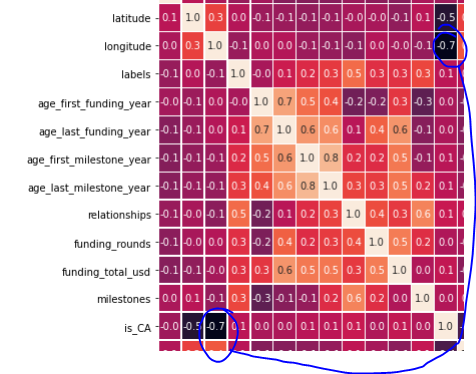 latitude 0.1 1.0 0.3 0.0 -0.1 -0.1 -0.1 -0.1 -0.0 -0.0 -0.1 0.1 -0.5
longitude 0.0 0.3 1.0 -0.1 0.0 0.0 -0.1 -0.1 -0.1 -0.0 -0.0 -0.1 -0.7
labels -0.1 0.0 -0.1 1.0 -0.0 0.1 0.2 0.3 0.5 0.3 0.3 0.3 0.1
age_first_funding_year -0.0 -0.1 0.0 -0.0 1.0 0.7 0.5 0.4 -0.2 -0.2 0.3 -0.3 0.0
age_last_funding_year -0.1 -0.1 0.0 0.1 0.7 1.0 0.6 0.6 0.1 0.4 0.6 -0.1 0.0
age_first_milestone_year -0.1 -0.1 -0.1 0.2 0.5 0.6 1.0 0.8 0.2 0.2 0.5 -0.1 0.1
age_last_milestone_year -0.1 -0.1 -0.1 0.3 0.4 0.6 0.8 1.0 0.3 0.3 0.5 0.2 0.1
relationships -0.1 -0.0 -0.1 0.5 -0.2 0.1 0.2 0.3 1.0 0.4 0.3 0.6 0.1
funding_rounds -0.1 -0.0 0.0 0.3 -0.2 0.4 0.2 0.3 0.4 1.0 0.5 0.2 0.0
funding_total_usd -0.1 -0.1 -0.0 0.3 0.3 0.6 0.5 0.5 0.3 0.5 1.0 0.0 0.1
milestones 0.0 0.1 -0.1 0.3 -0.3 -0.1 -0.1 0.2 0.6 0.2 0.0 1.0 0.0
is_CA -0.0 -0.5 -0.7 0.1 0.0 0.0 0.1 0.1 0.1 0.0 0.1 0.0 1.0